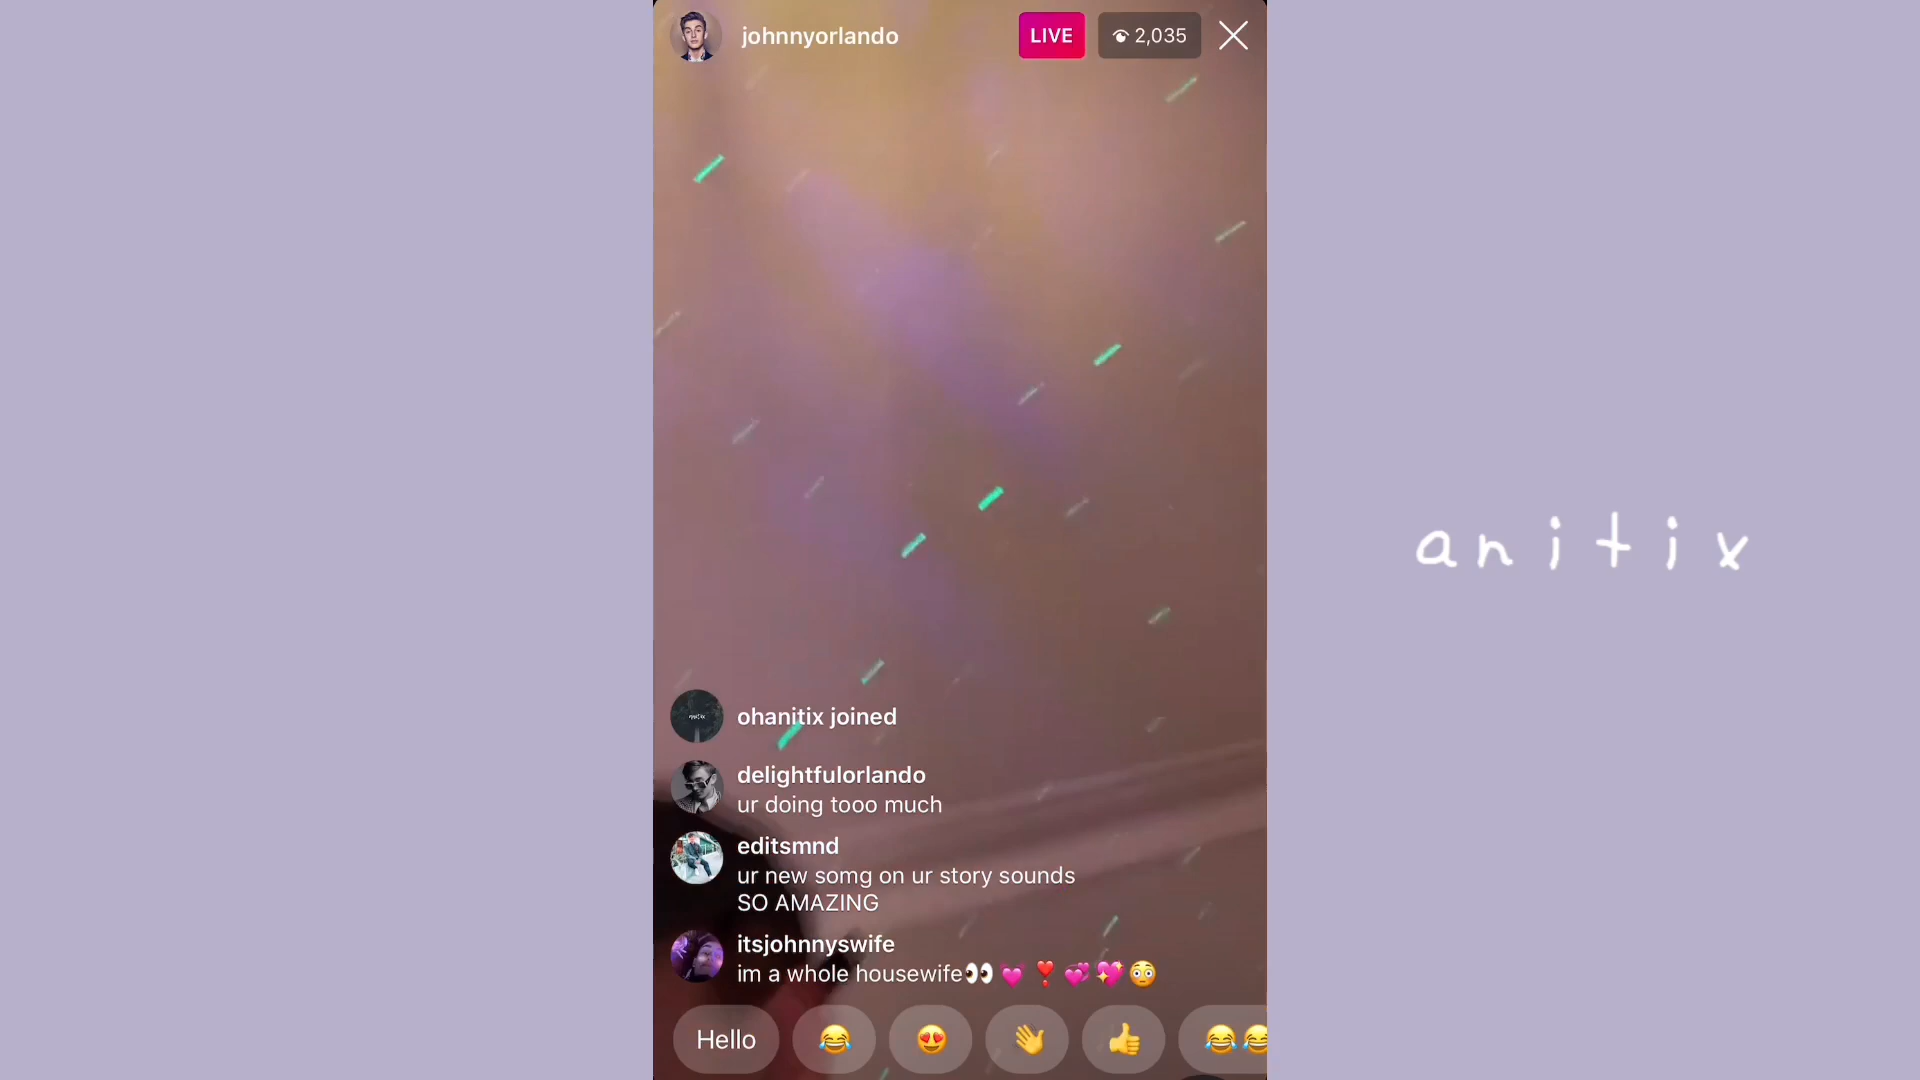 johnnyorlando
LIVE
2,035
anitix
ohanitix joined
delightfulorlando
ur doing tooo much
editsmnd
ur new somg on ur story sounds
SO AMAZING
itsjohnnyswife
im a whole housewife👀💓❣️💞💖😳
Hello